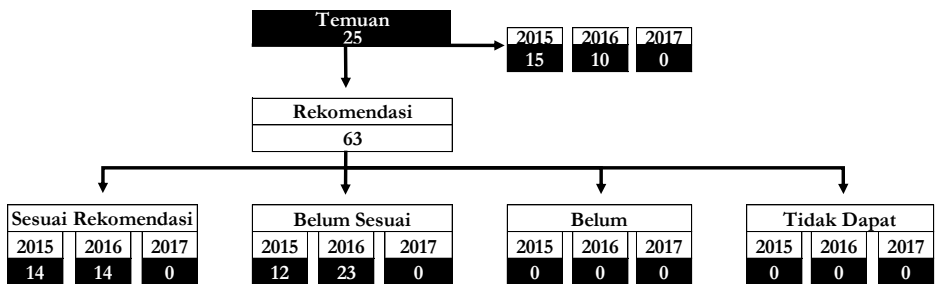 Temuan
25
2015 2016 2017
15 10 0
Rekomendasi
63
Sesuai Rekomendasi
2015 2016 2017
14 14 0
Belum Sesuai
2015 2016 2017
12 23 0
Belum
2015 2016 2017
0 0 0
Tidak Dapat
2015 2016 2017
0 0 0